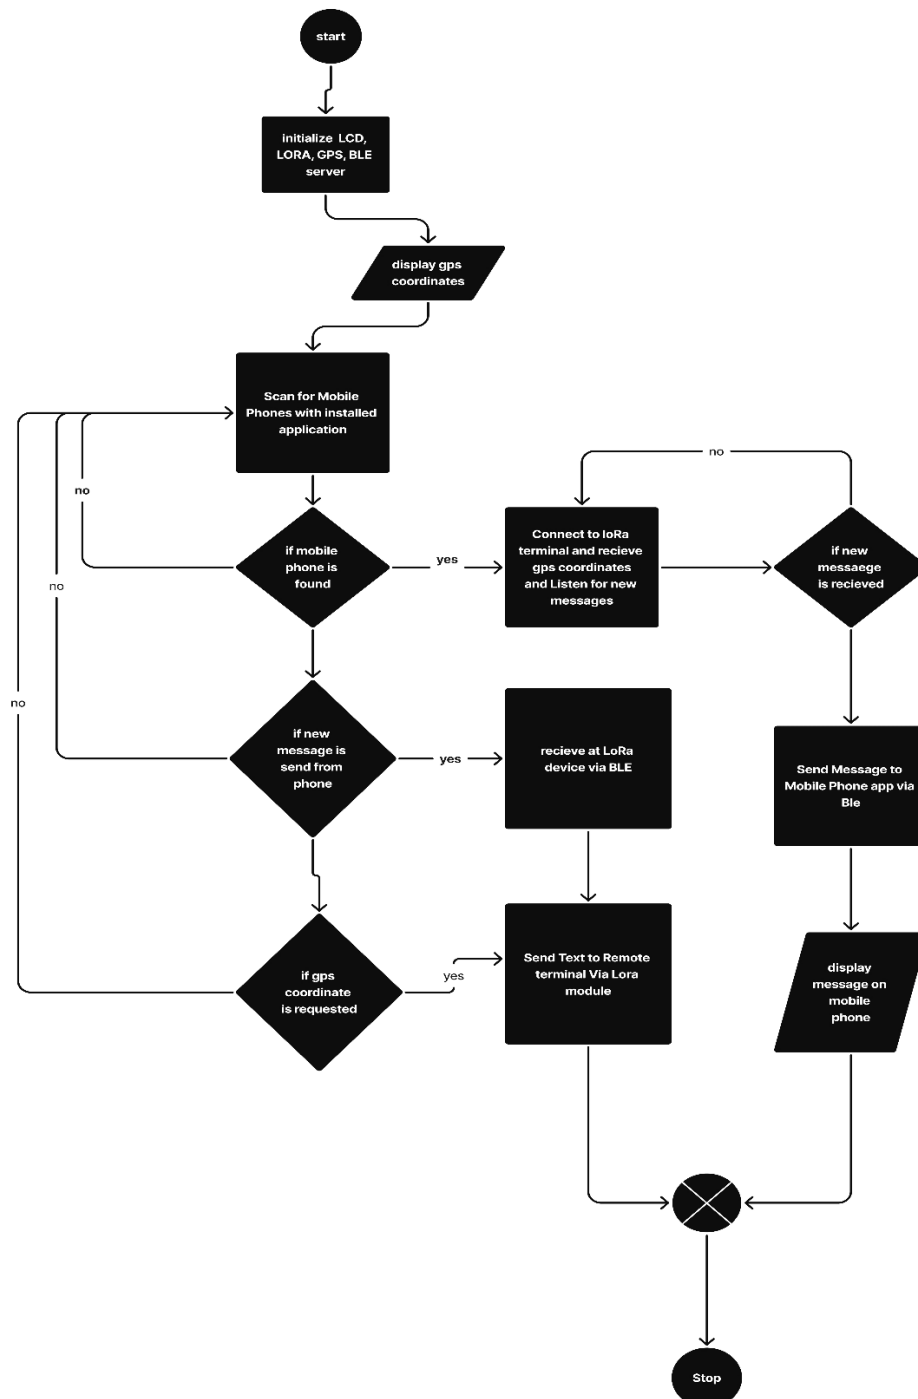 start
initialize LCD,
LORA, GPS, BLE
server
display gps
coordinates
Scan for Mobile
Phones with installed
application
no
no
no
if mobile
phone is
found
yes
Connect to loRa
terminal and recieve
gps coordinates
and Listen for new
messages
no
if new
messaege
is recieved
if new
message is
send from
phone
yes
recieve at LoRa
device via BLE
Send Message to
Mobile Phone app via
Ble
if gps
coordinate
is requested
yes
Send Text to Remote
terminal Via Lora
module
display
message on
mobile
phone
Stop